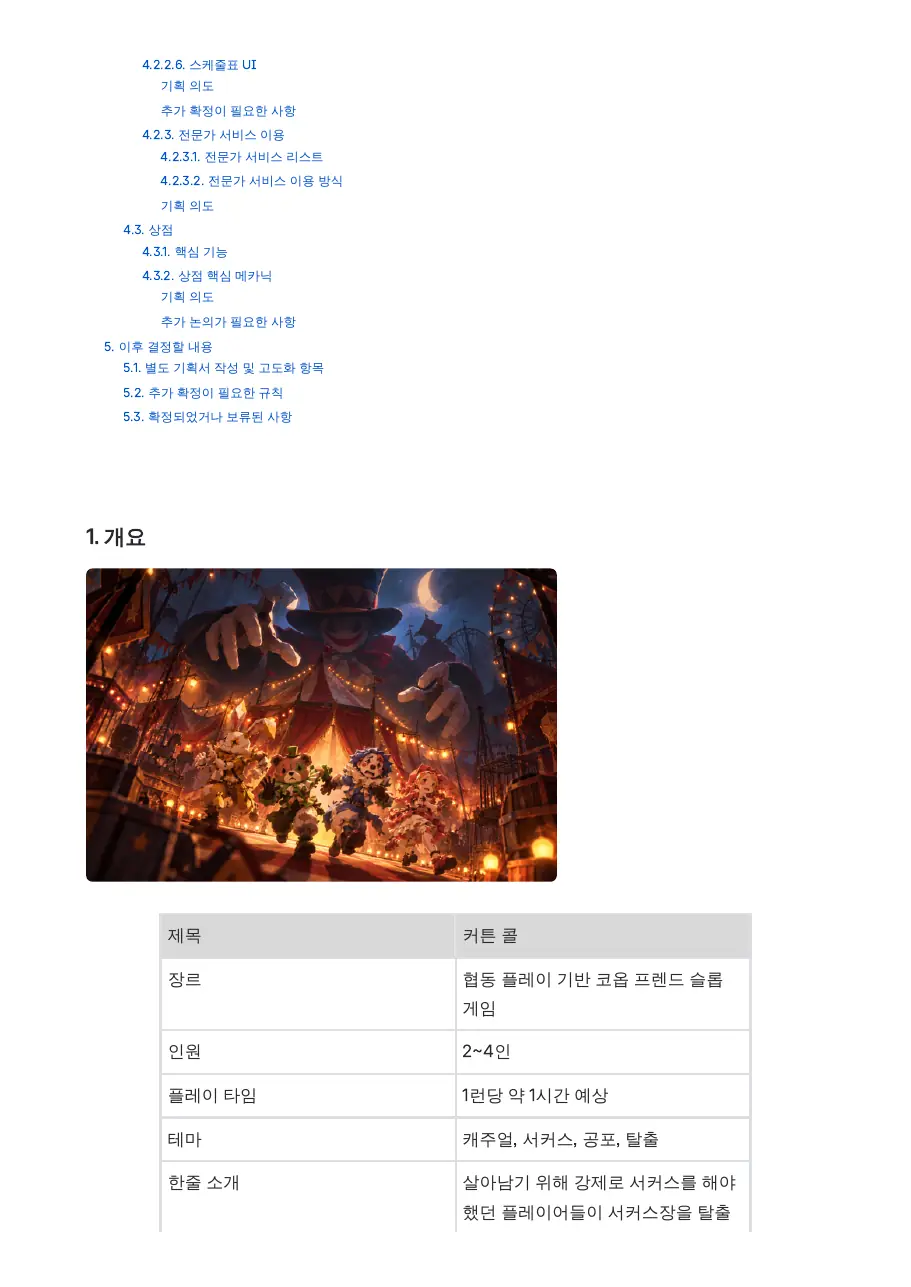 4.2.2.6. 스케줄표 UI
기획 의도
추가 확정이 필요한 사항
4.2.3. 전문가 서비스 이용
4.2.3.1. 전문가 서비스 리스트
4.2.3.2. 전문가 서비스 이용 방식
기획 의도
4.3. 상점
4.3.1. 핵심 기능
4.3.2. 상점 핵심 메카닉
기획 의도
추가 논의가 필요한 사항
5. 이후 결정할 내용
5.1. 별도 기획서 작성 및 고도화 항목
5.2. 추가 확정이 필요한 규칙
5.3. 확정되었거나 보류된 사항
1. 개요
제목 커튼 콜
장르 협동 플레이 기반 코옵 프렌드 슬롭
게임
인원 2~4인
플레이 타임 1런당 약 1시간 예상
테마 캐주얼, 서커스, 공포, 탈출
한줄 소개 살아남기 위해 강제로 서커스를 해야
했던 플레이어들이 서커스장을 탈출